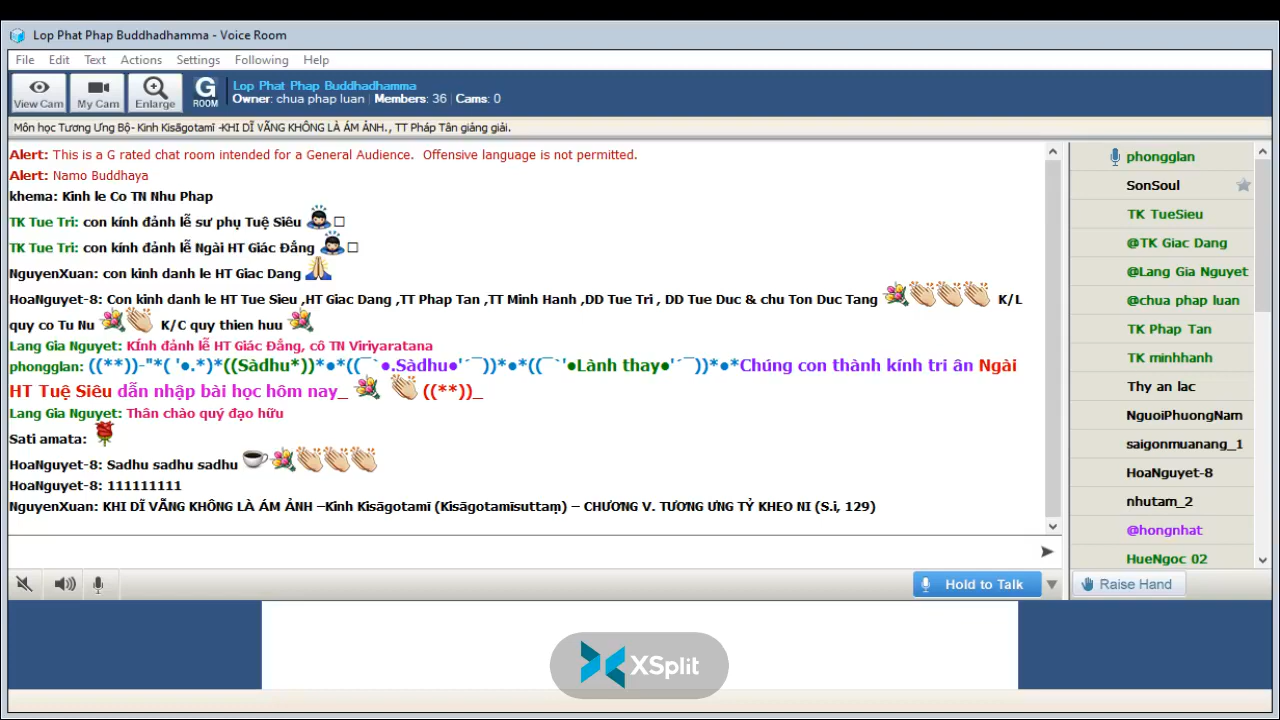 Lop Phat Phap Buddhadhamma - Voice Room
File Edit Text Actions Settings Following Help
View Cam My Cam Enlarge G ROOM
Lop Phat Phap Buddhadhamma
Owner: chua phap luan | Members: 36 | Cams: 0
Môn học Tương Ưng Bộ- Kinh Kisāgotamī -KHI DĨ VÃNG KHÔNG LÀ ÁM ẢNH., TT Pháp Tân giảng giải.
Alert: This is a G rated chat room intended for a General Audience. Offensive language is not permitted.
Alert: Namo Buddhaya
khema: Kinh le Co TN Nhu Phap
TK Tue Tri: con kính đảnh lễ sư phụ Tuệ Siêu
TK Tue Tri: con kính đảnh lễ Ngài HT Giác Đẳng
NguyenXuan: con kinh danh le HT Giac Dang
HoaNguyet-8: Con kinh danh le HT Tue Sieu ,HT Giac Dang ,TT Phap Tan ,TT Minh Hanh ,DD Tue Tri , DD Tue Duc & chu Ton Duc Tang K/L
quy co Tu Nu K/C quy thien huu
Lang Gia Nguyet: Kính đảnh lễ HT Giác Đẳng, cô TN Viriyaratana
phongglan: ((**))-"*( '●.*)*((Sàdhu*))*●*((¯`●.Sàdhu●'´¯))*●*((¯`'●Lành thay●'´¯))*●*Chúng con thành kính tri ân Ngài
HT Tuệ Siêu dẫn nhập bài học hôm nay_ ((**))_
Lang Gia Nguyet: Thân chào quý đạo hữu
Sati amata:
HoaNguyet-8: Sadhu sadhu sadhu
HoaNguyet-8: 111111111
NguyenXuan: KHI DĨ VÃNG KHÔNG LÀ ÁM ẢNH –Kinh Kisāgotamī (Kisāgotamīsuttaṃ) – CHƯƠNG V. TƯƠNG ƯNG TỶ KHEO NI (S.i, 129)
phongglan
SonSoul
TK TueSieu
@TK Giac Dang
@Lang Gia Nguyet
@chua phap luan
TK Phap Tan
TK minhhanh
Thy an lac
NguoiPhuongNam
saigonmuanang_1
HoaNguyet-8
nhutam_2
@hongnhat
HueNgoc 02
Hold to Talk
Raise Hand
XSplit